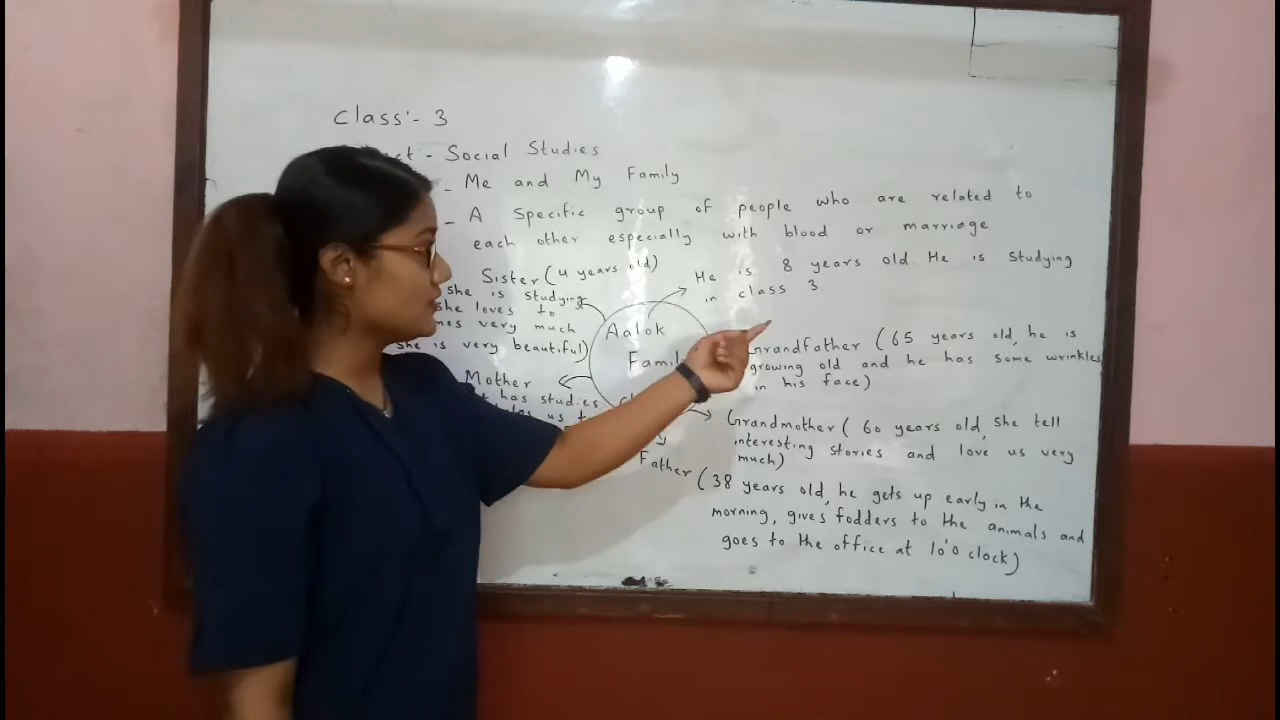 Class:- 3
- Social Studies
- Me and My Family
- A Specific group of people who are related to
each other especially with blood or marriage
Sister (4 years old)
she is studying
she loves to
very much
she is very beautiful)
He is 8 years old He is studying
in class 3
Aalok
Mother
has studies
us
Grandfather (65 years old, he is
growing old and he has some wrinkles
in his face)
Grandmother (60 years old, She tell
interesting stories and love us very
much)
Father (38 years old, he gets up early in the
morning, gives fodders to the animals and
goes to the office at 10'0 clock)